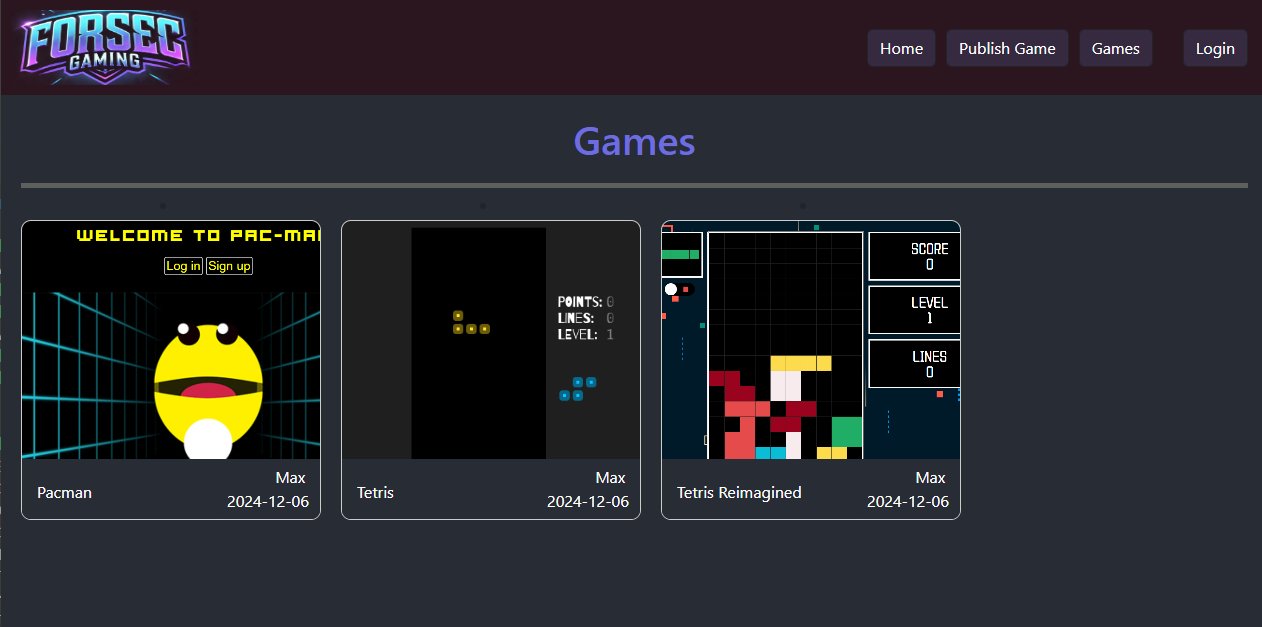 FORSEC
GAMING
Home
Publish Game
Games
Login
Games
WELCOME TO PAC-MA
Log in
Sign up
POINTS: 0
LINES: 0
LEVEL: 1
SCORE
0
LEVEL
1
LINES
0
Pacman
Max
2024-12-06
Tetris
Max
2024-12-06
Tetris Reimagined
Max
2024-12-06